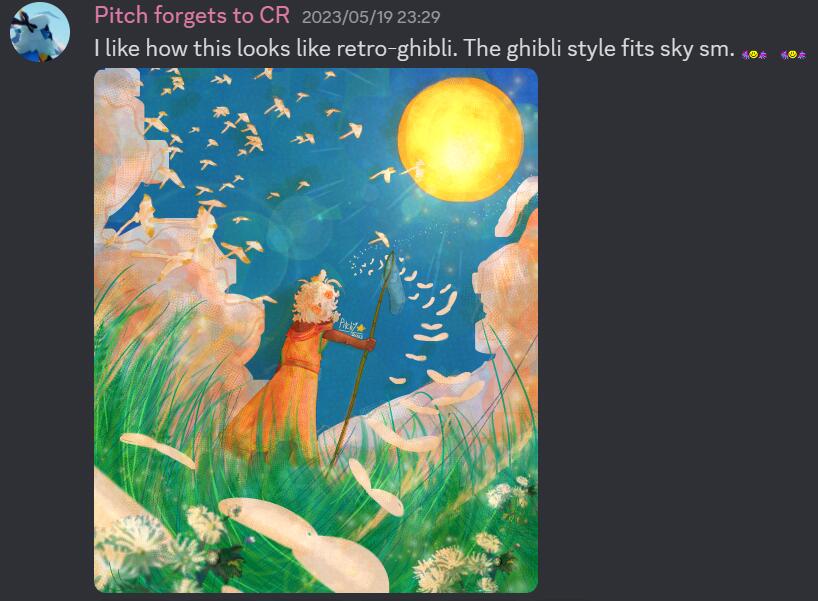 Pitch forgets to CR 2023/05/19 23:29
I like how this looks like retro-ghibli. The ghibli style fits sky sm.